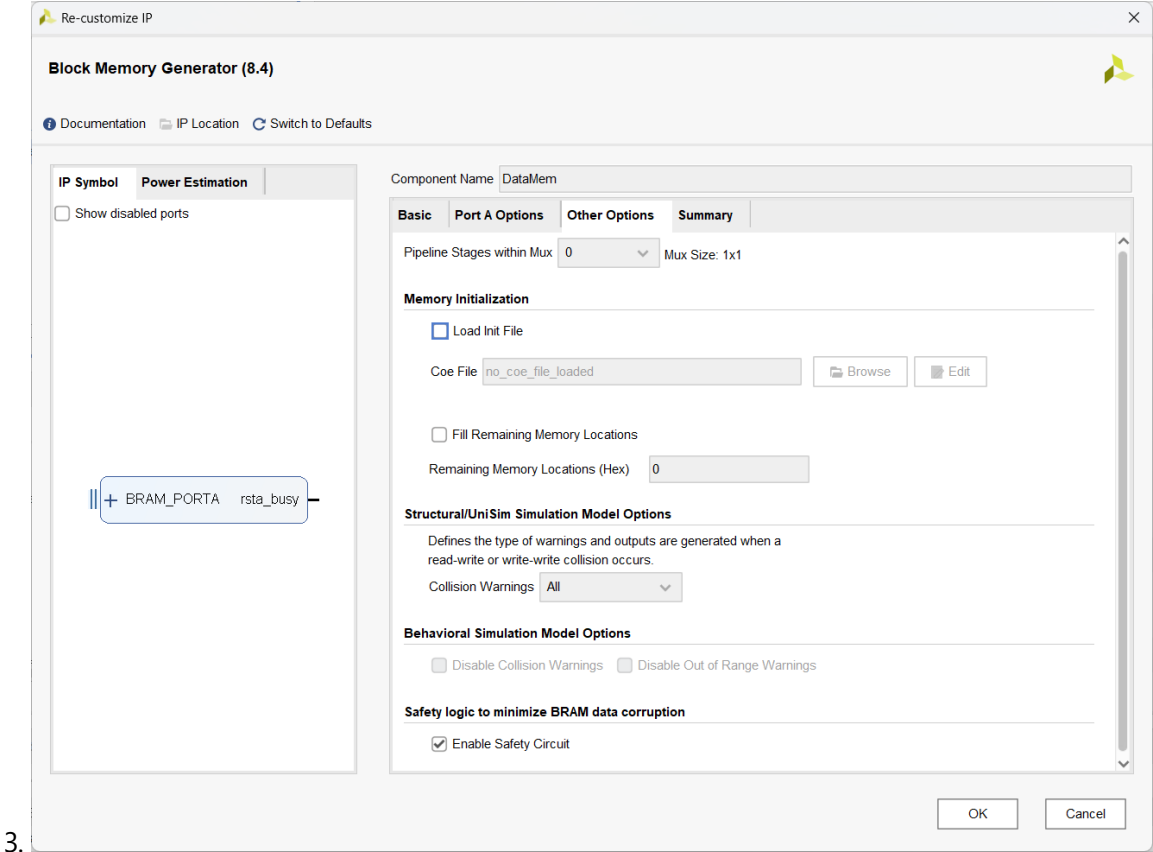 Re-customize IP
Block Memory Generator (8.4)
Documentation IP Location Switch to Defaults
IP Symbol Power Estimation
Show disabled ports
BRAM_PORTA rsta_busy
Component Name DataMem
Basic Port A Options Other Options Summary
Pipeline Stages within Mux 0 Mux Size: 1x1
Memory Initialization
Load Init File
Coe File no_coe_file_loaded Browse Edit
Fill Remaining Memory Locations
Remaining Memory Locations (Hex) 0
Structural/UniSim Simulation Model Options
Defines the type of warnings and outputs are generated when a
read-write or write-write collision occurs.
Collision Warnings All
Behavioral Simulation Model Options
Disable Collision Warnings Disable Out of Range Warnings
Safety logic to minimize BRAM data corruption
Enable Safety Circuit
OK Cancel
3.